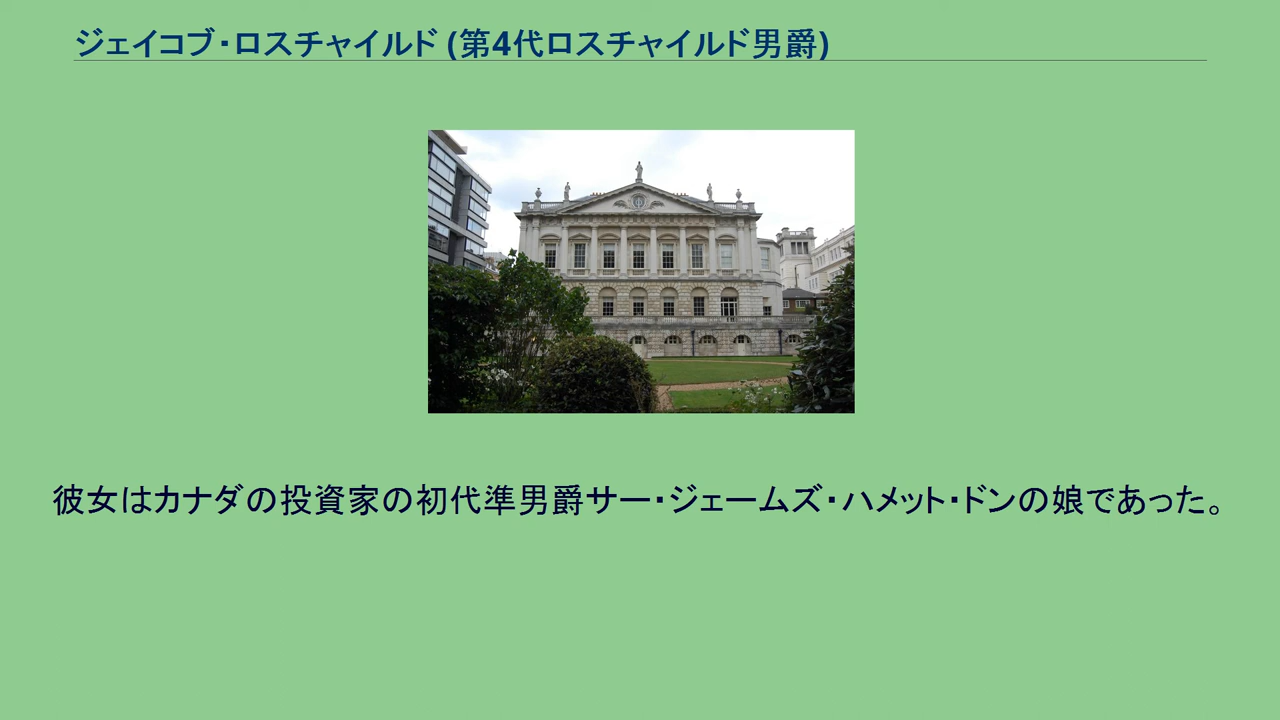 ジェイコブ・ロスチャイルド (第4代ロスチャイルド男爵)
彼女はカナダの投資家の初代準男爵サー・ジェームズ・ハメット・ドンの娘であった。